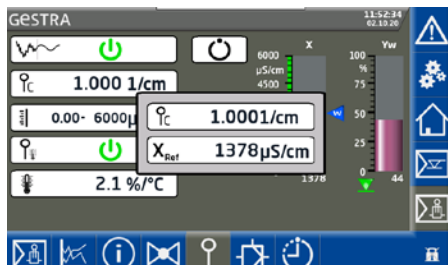 GESTRA
11:52:34
02.10.20
X
Yw
6000
µS/cm
4500
100
%
75
50
25
0
1378
44
°C 1.000 1/cm
0.00- 6000µ
2.1 %/°C
C 1.0001/cm
XRef 1378µS/cm
W